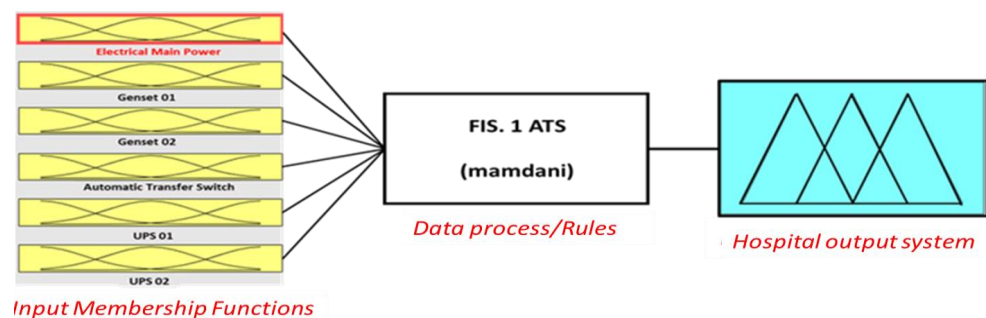 Electrical Main Power
Genset 01
Genset 02
Automatic Transfer Switch
UPS 01
UPS 02
Input Membership Functions
FIS. 1 ATS
(mamdani)
Data process/Rules
Hospital output system